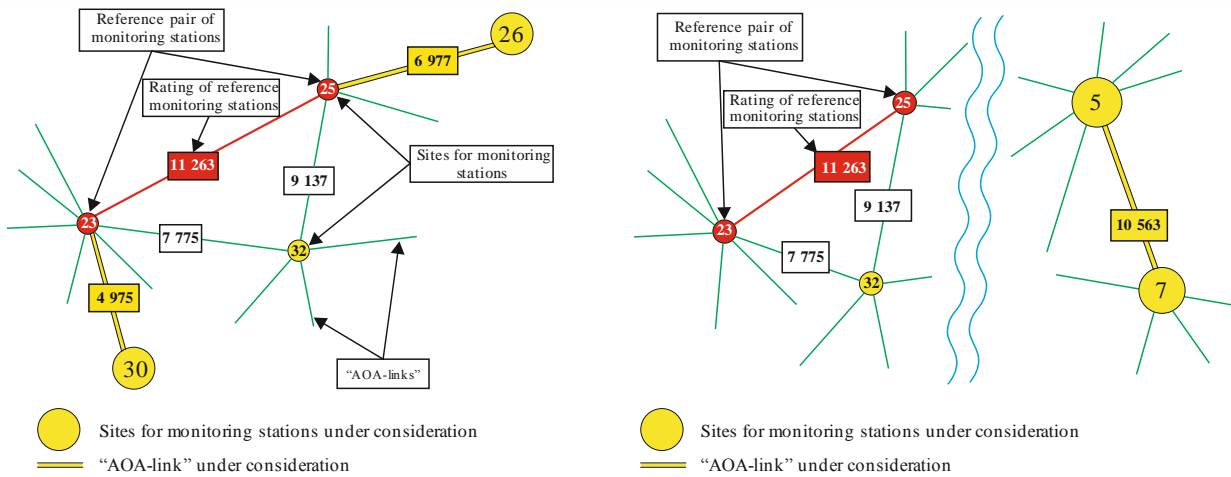 Reference pair of
monitoring stations
26
6 977
25
Rating of reference
monitoring stations
11 263
Sites for monitoring
stations
9 137
23
7 775
32
4 975
30
“AOA-links”
Sites for monitoring stations under consideration
“AOA-link” under consideration
Reference pair of
monitoring stations
25
5
Rating of reference
monitoring stations
11 263
9 137
23
10 563
7 775
32
7
Sites for monitoring stations under consideration
“AOA-link” under consideration